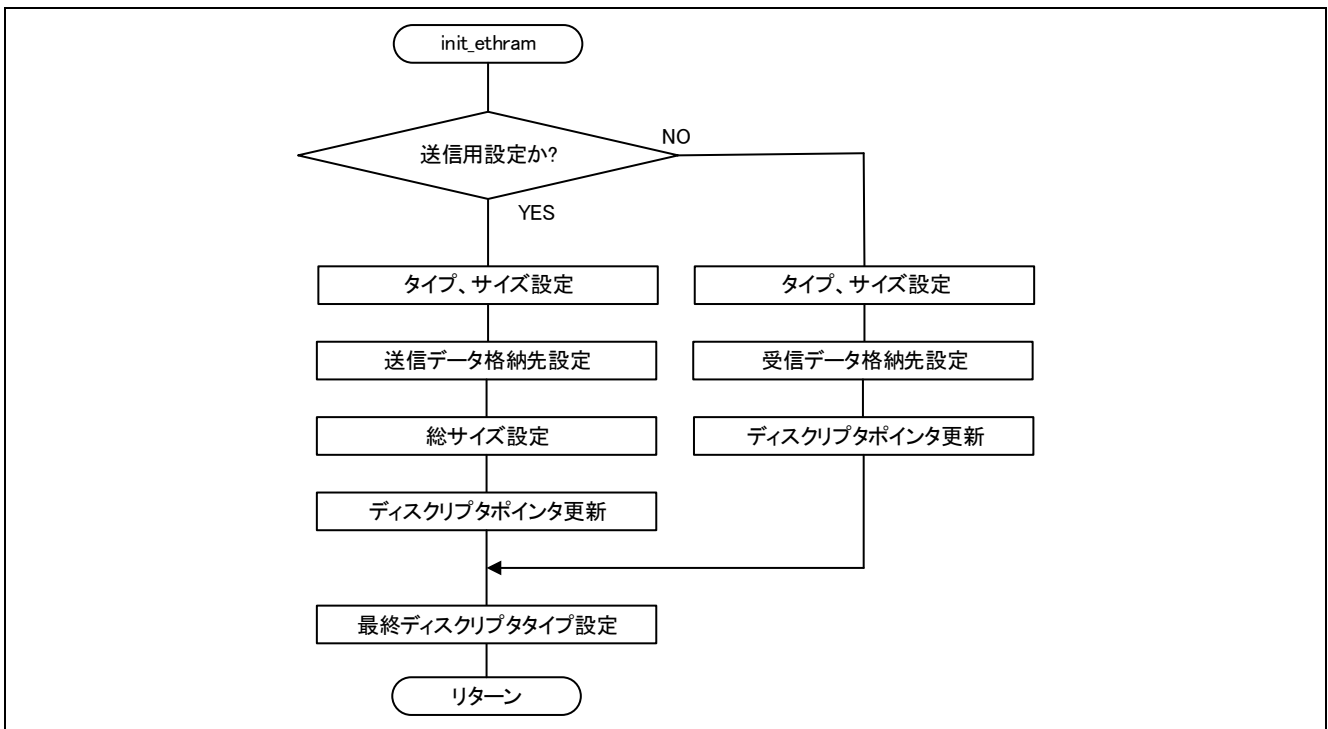 init_ethram
送信用設定か?
NO
YES
タイプ、サイズ設定
タイプ、サイズ設定
送信データ格納先設定
受信データ格納先設定
総サイズ設定
ディスクリプタポインタ更新
ディスクリプタポインタ更新
最終ディスクリプタタイプ設定
リターン